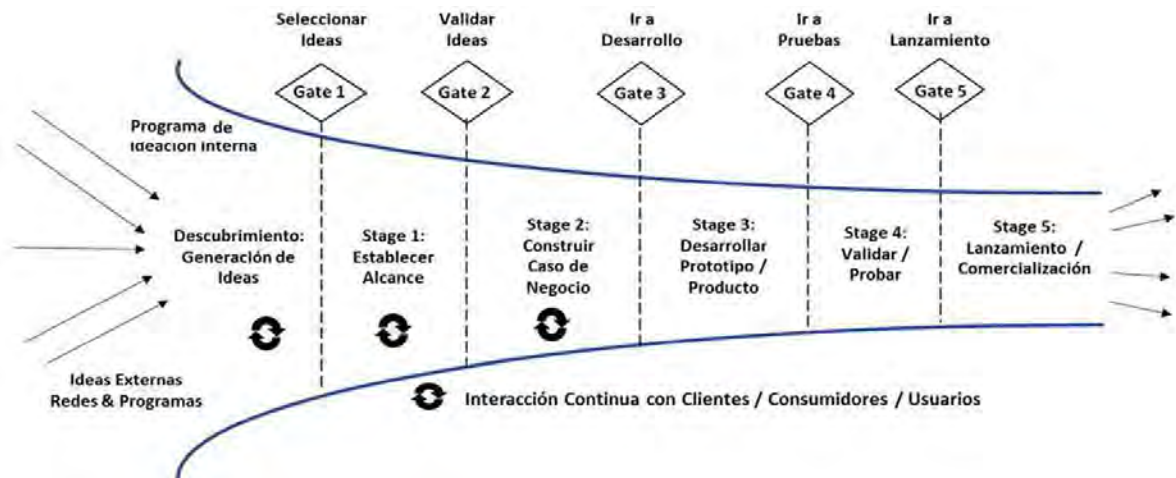 Seleccionar
Ideas
Validar
Ideas
Ir a
Desarrollo
Ir a
Pruebas
Ir a
Lanzamiento
Gate 1
Gate 2
Gate 3
Gate 4
Gate 5
Programa de
Ideación Interna
Descubrimiento:
Generación de
Ideas
Stage 1:
Establecer
Alcance
Stage 2:
Construir
Caso de
Negocio
Stage 3:
Desarrollar
Prototipo /
Producto
Stage 4:
Validar /
Probar
Stage 5:
Lanzamiento /
Comercialización
Ideas Externas
Redes & Programas
Interacción Continua con Clientes / Consumidores / Usuarios